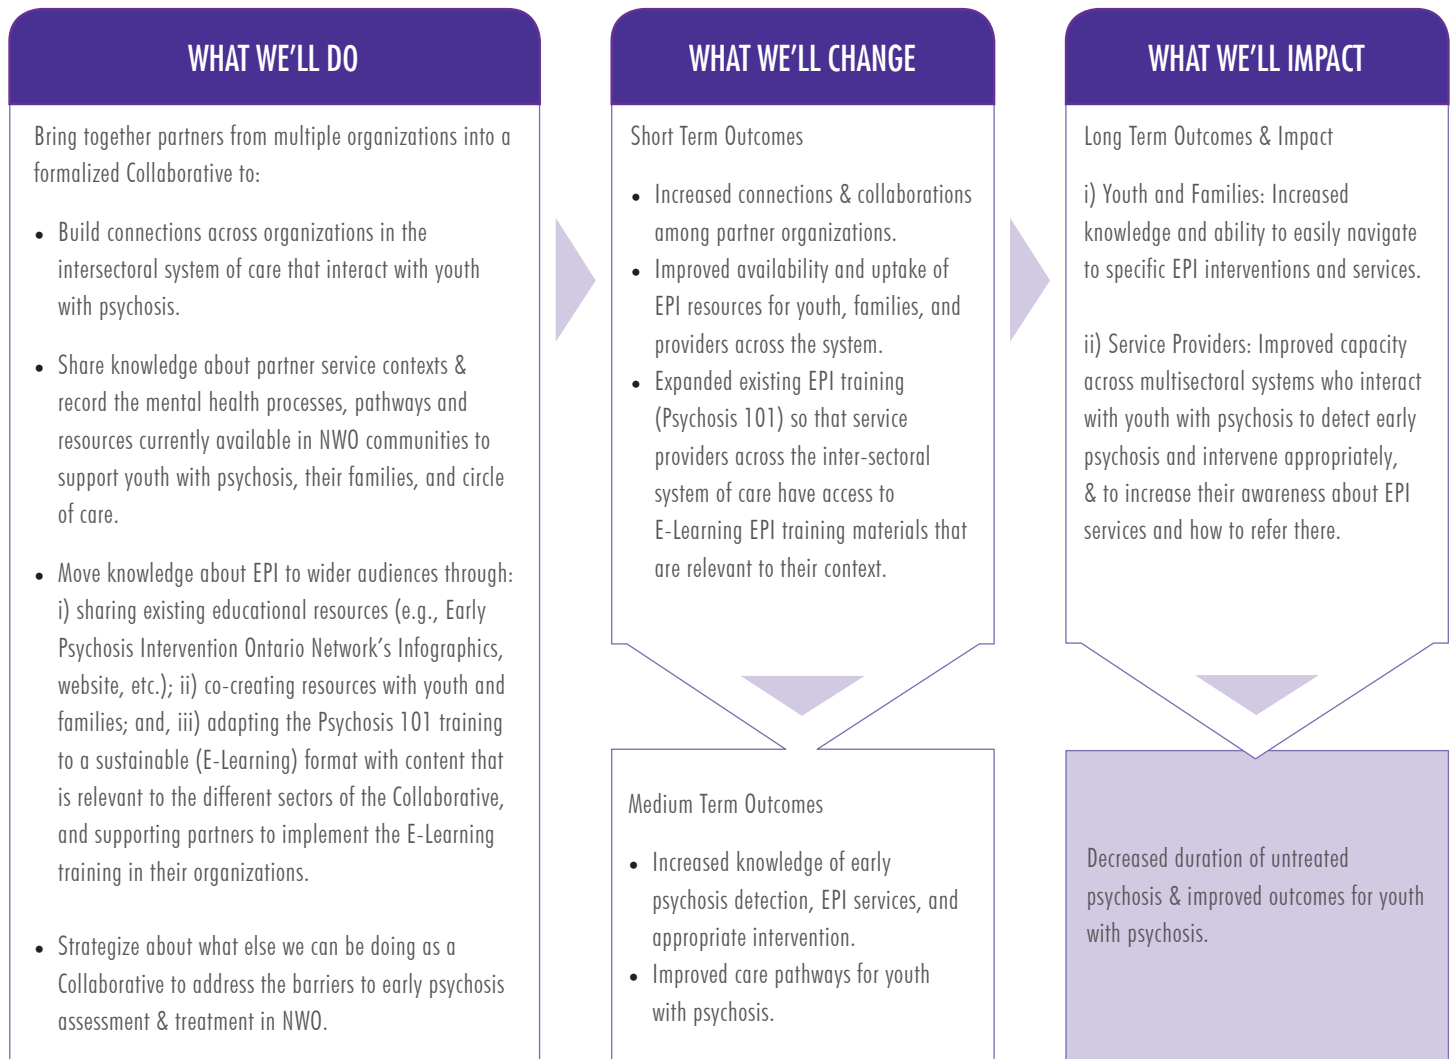 WHAT WE'LL DO
Bring together partners from multiple organizations into a
formalized Collaborative to:
• Build connections across organizations in the
intersectoral system of care that interact with youth
with psychosis.
• Share knowledge about partner service contexts &
record the mental health processes, pathways and
resources currently available in NWO communities to
support youth with psychosis, their families, and circle
of care.
• Move knowledge about EPI to wider audiences through:
i) sharing existing educational resources (e.g., Early
Psychosis Intervention Ontario Network's Infographics,
website, etc.); ii) co-creating resources with youth and
families; and, iii) adapting the Psychosis 101 training
to a sustainable (E-Learning) format with content that
is relevant to the different sectors of the Collaborative,
and supporting partners to implement the E-Learning
training in their organizations.
• Strategize about what else we can be doing as a
Collaborative to address the barriers to early psychosis
assessment & treatment in NWO.
WHAT WE'LL CHANGE
Short Term Outcomes
• Increased connections & collaborations
among partner organizations.
• Improved availability and uptake of
EPI resources for youth, families, and
providers across the system.
• Expanded existing EPI training
(Psychosis 101) so that service
providers across the inter-sectoral
system of care have access to
E-Learning EPI training materials that
are relevant to their context.
Medium Term Outcomes
• Increased knowledge of early
psychosis detection, EPI services, and
appropriate intervention.
• Improved care pathways for youth
with psychosis.
WHAT WE'LL IMPACT
Long Term Outcomes & Impact
i) Youth and Families: Increased
knowledge and ability to easily navigate
to specific EPI interventions and services.
ii) Service Providers: Improved capacity
across multisectoral systems who interact
with youth with psychosis to detect early
psychosis and intervene appropriately,
& to increase their awareness about EPI
services and how to refer there.
Decreased duration of untreated
psychosis & improved outcomes for youth
with psychosis.